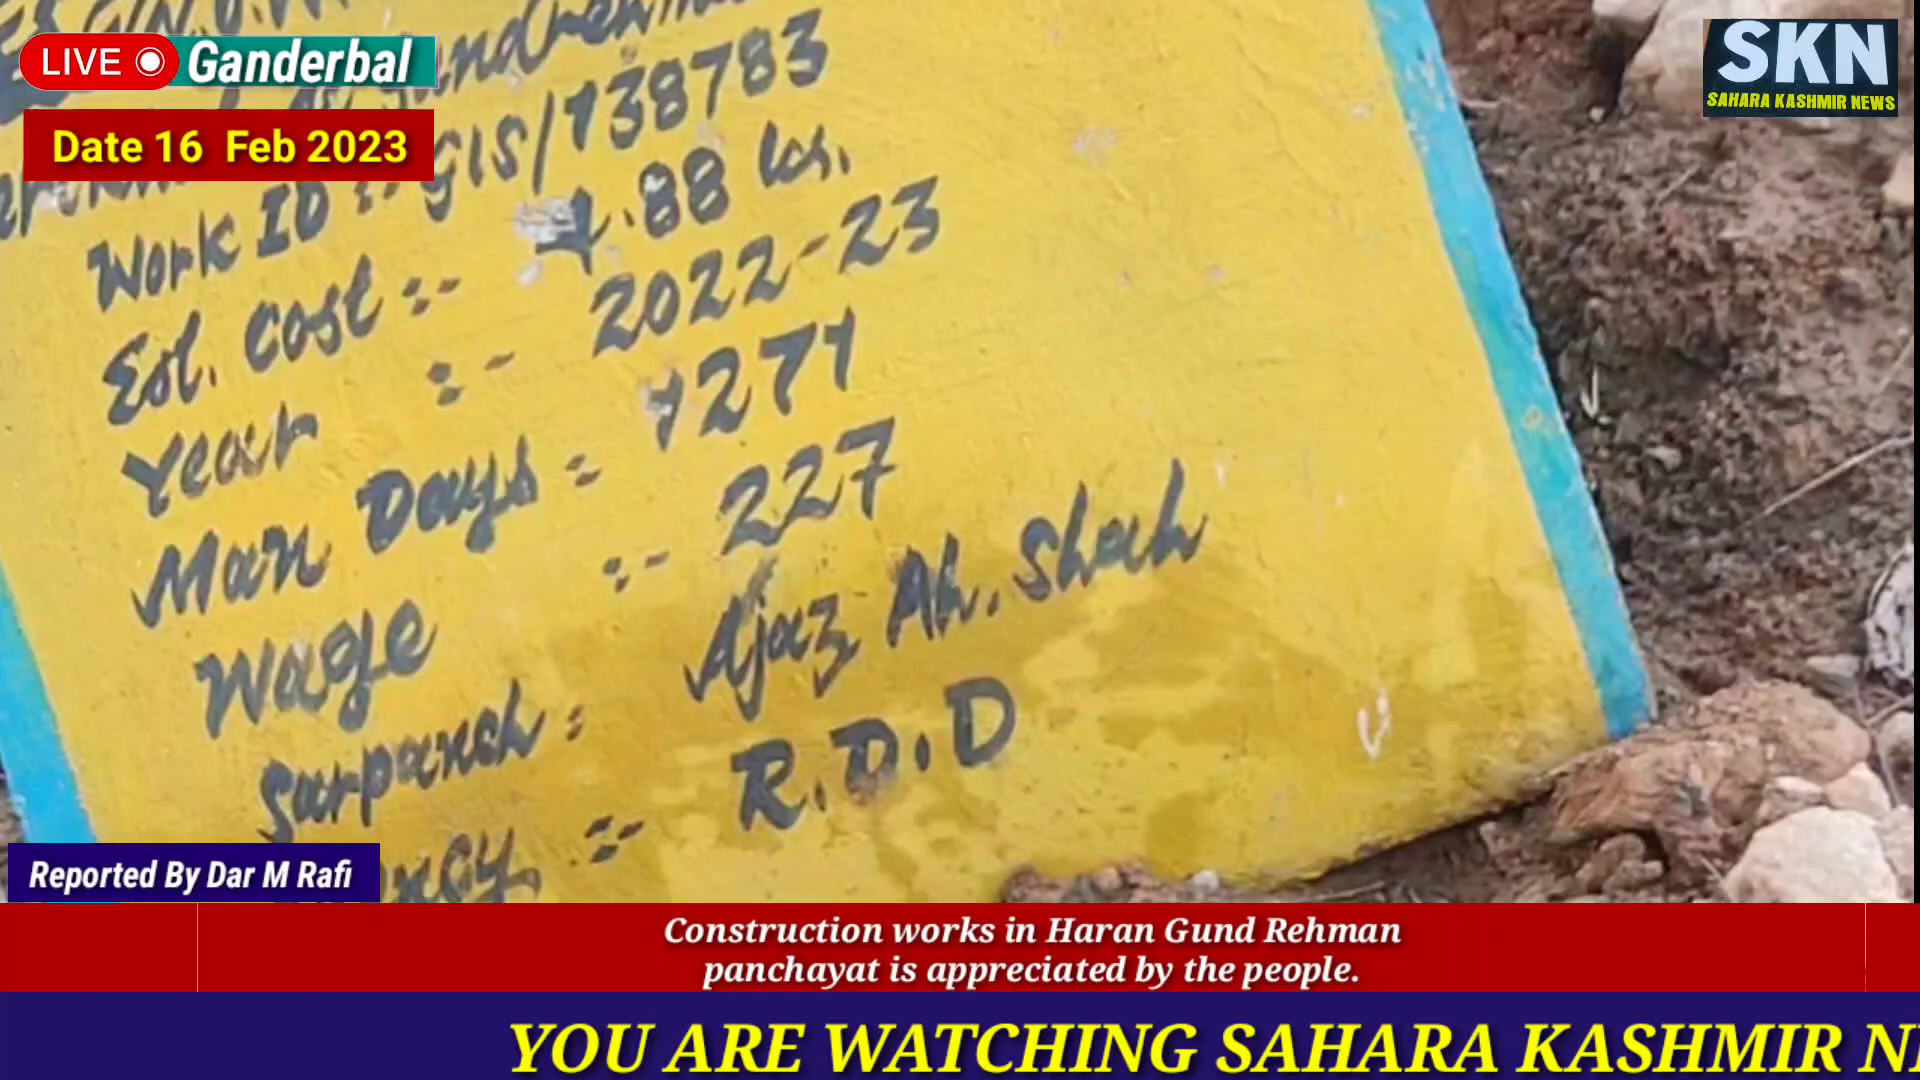 LIVE Ganderbal
Date 16 Feb 2023
SKN
SAHARA KASHMIR NEWS
Work ID :- GIS/138783
Est. Cost :- .88 lcs.
Year :- 2022-23
Man Days = 1271
Wage :- 227
Surpanch : Ajaz Ah. Shah
:- R.D.D
Reported By Dar M Rafi
Construction works in Haran Gund Rehman
panchayat is appreciated by the people.
YOU ARE WATCHING SAHARA KASHMIR